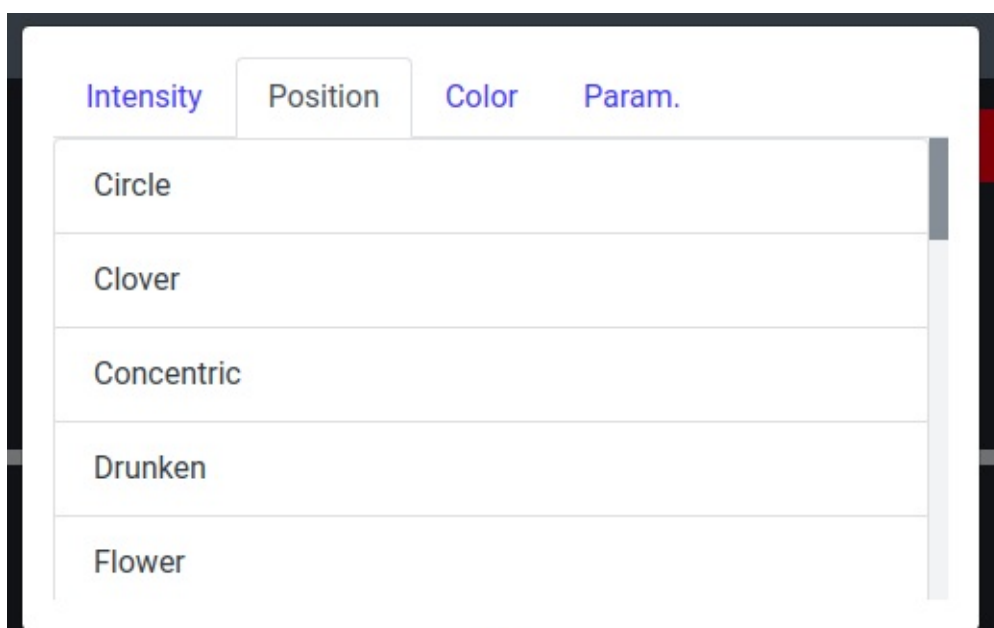 Intensity Position Color Param.
Circle
Clover
Concentric
Drunken
Flower